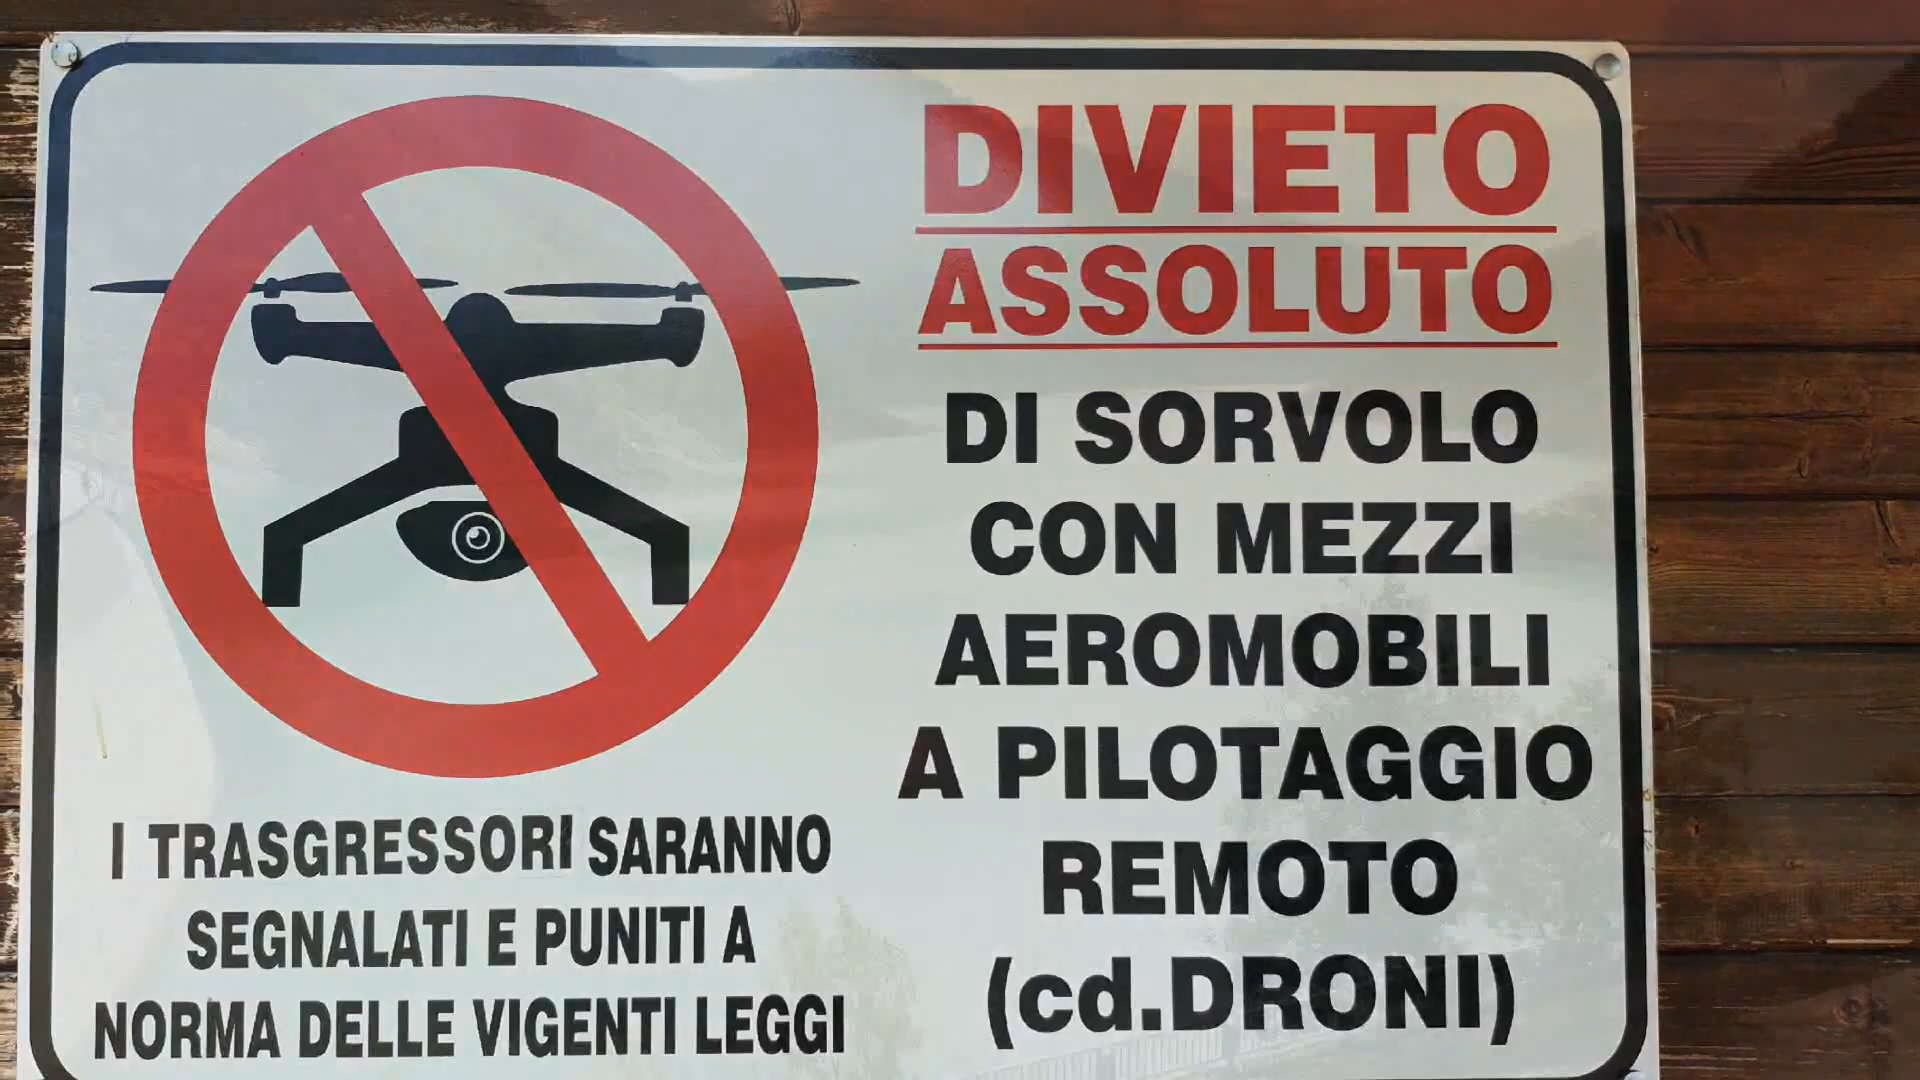 DIVIETO
ASSOLUTO
DI SORVOLO
CON MEZZI
AEROMOBILI
A PILOTAGGIO
REMOTO
(cd.DRONI)
I TRASGRESSORI SARANNO
SEGNALATI E PUNITI A
NORMA DELLE VIGENTI LEGGI